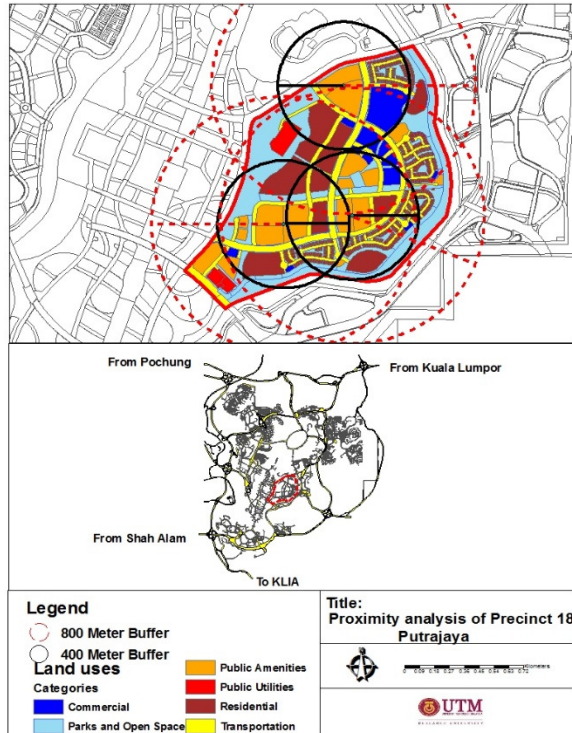 From Pochung
From Kuala Lumpor
From Shah Alam
To KLIA
Legend
800 Meter Buffer
400 Meter Buffer
Land uses
Categories
Commercial
Parks and Open Space
Public Amenities
Public Utilities
Residential
Transportation
Title:
Proximity analysis of Precinct 18
Putrajaya
UTM